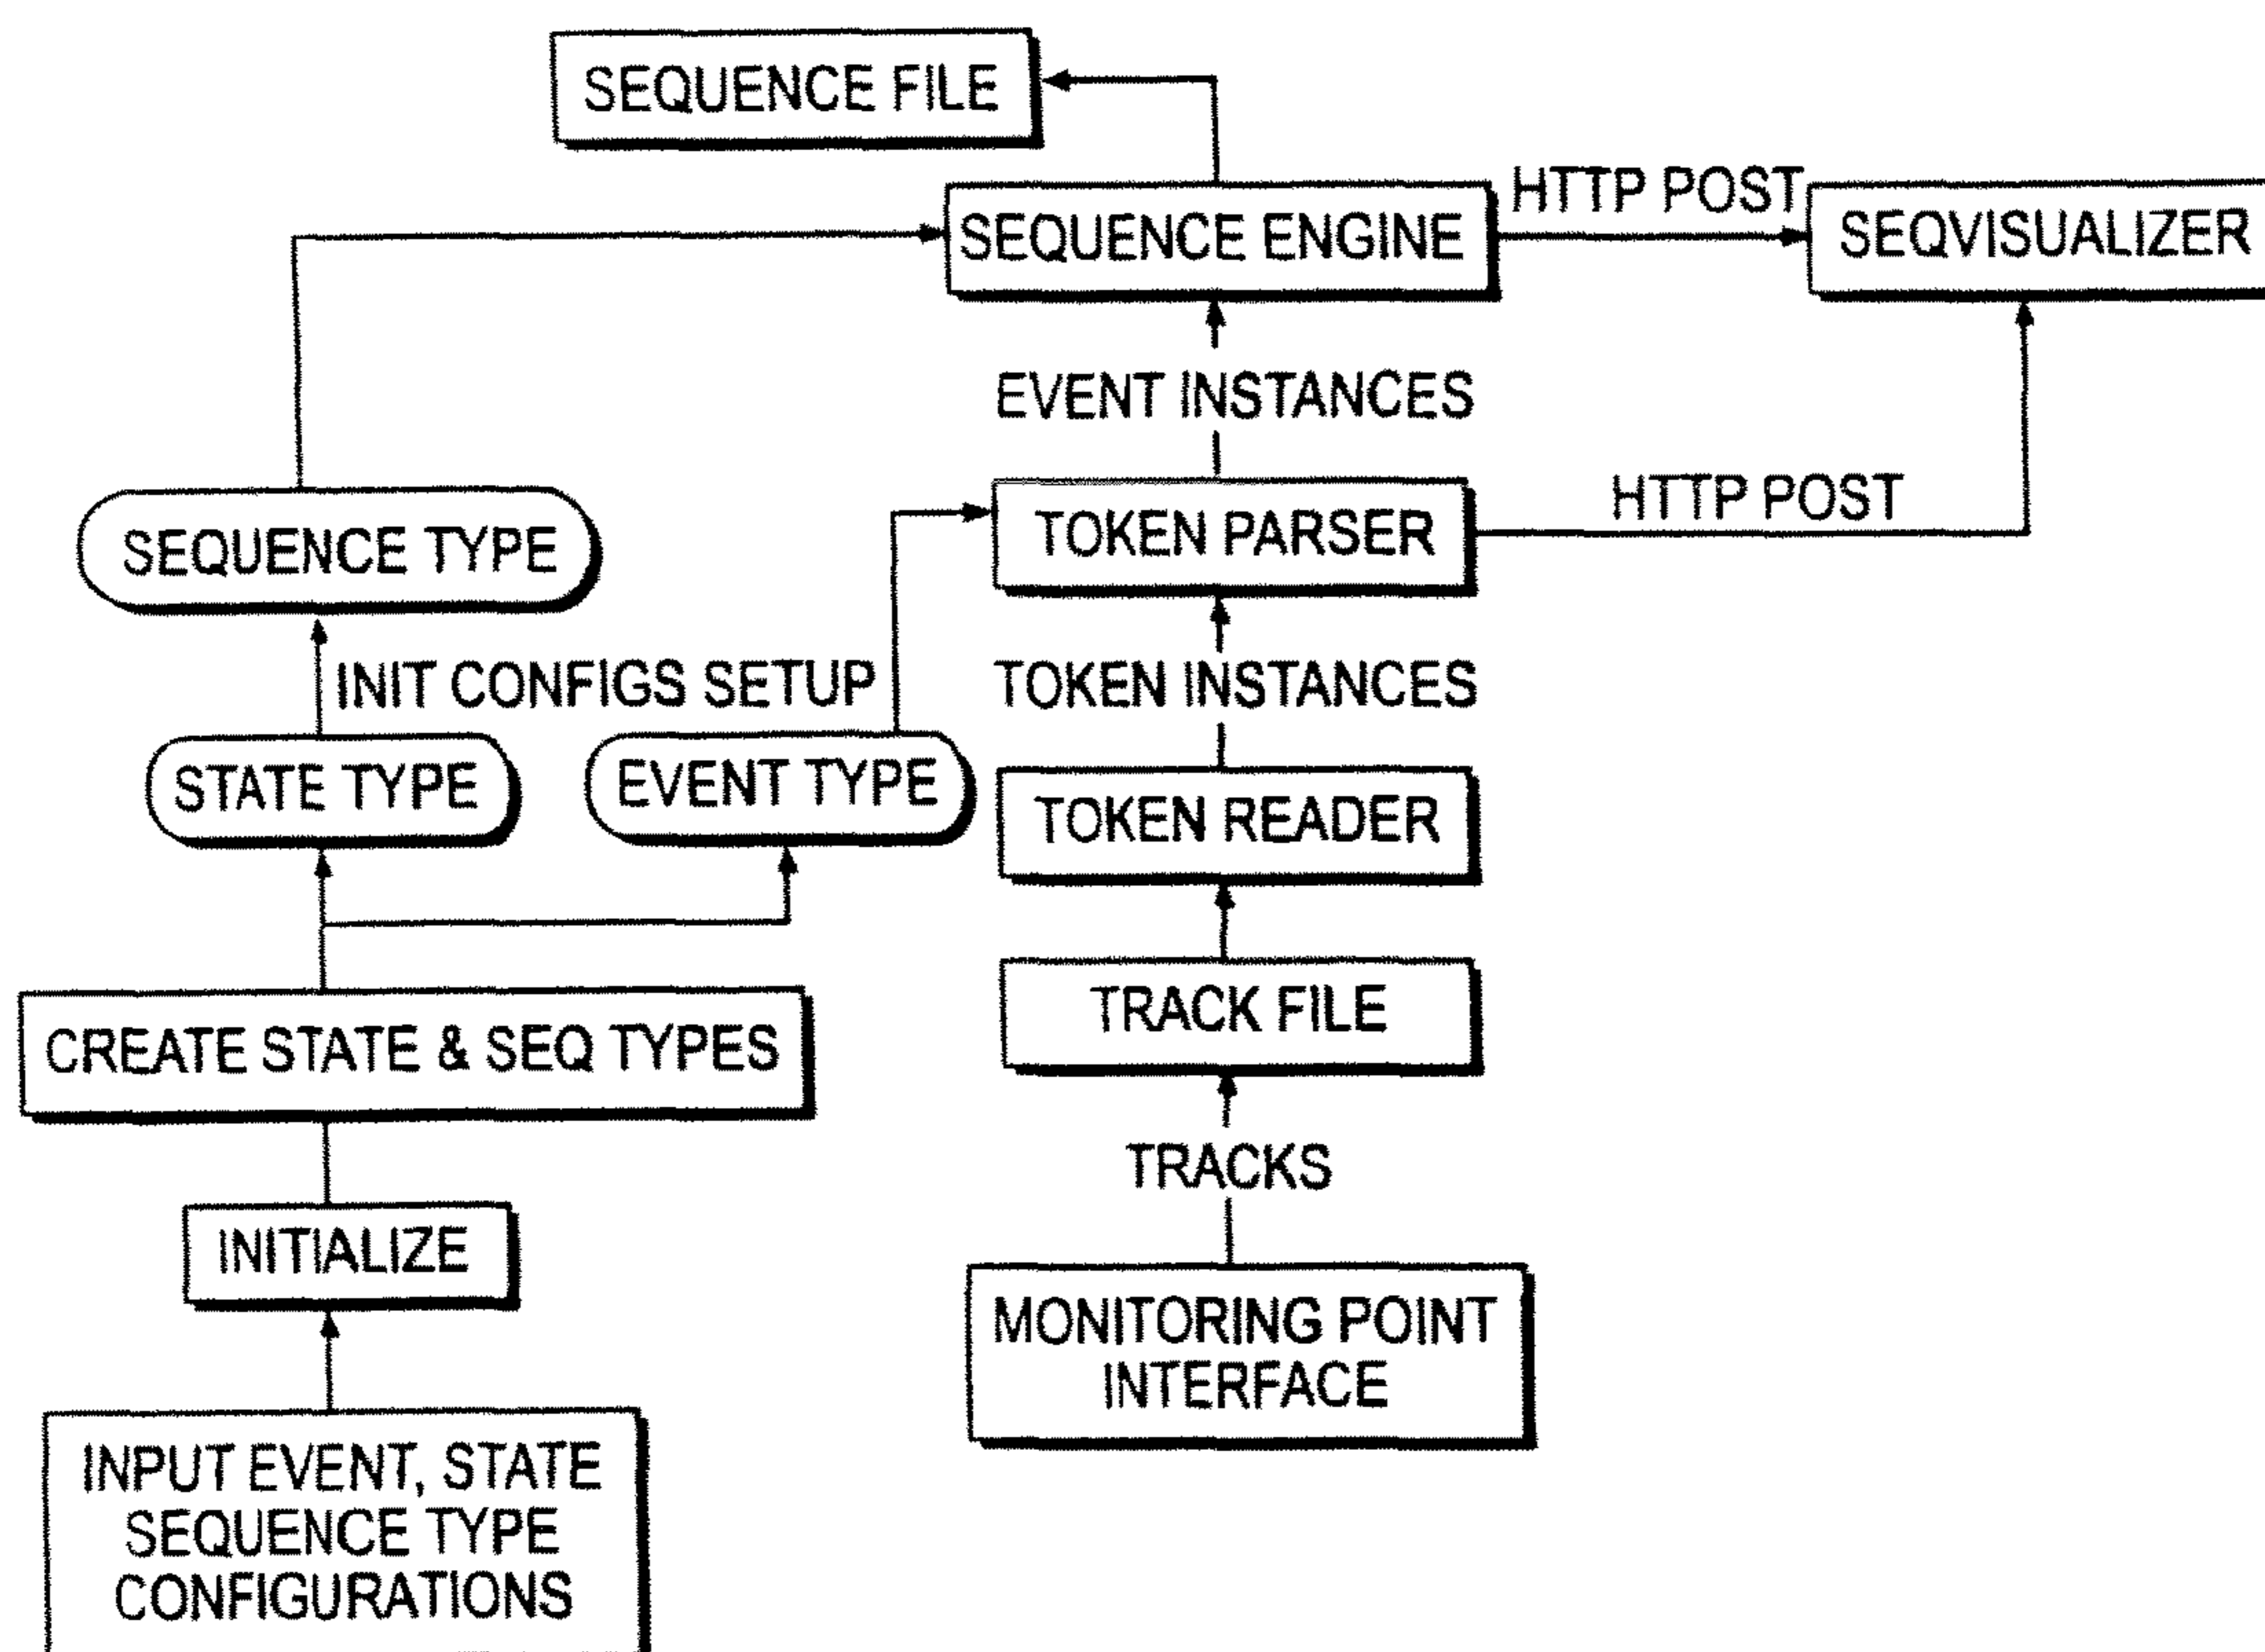 SEQUENCE FILE
HTTP POST
SEQUENCE ENGINE
SEQVISUALIZER
EVENT INSTANCES
HTTP POST
SEQUENCE TYPE
TOKEN PARSER
INIT CONFIGS SETUP
TOKEN INSTANCES
STATE TYPE
EVENT TYPE
TOKEN READER
TRACK FILE
CREATE STATE & SEQ TYPES
TRACKS
INITIALIZE
MONITORING POINT
INTERFACE
INPUT EVENT, STATE
SEQUENCE TYPE
CONFIGURATIONS